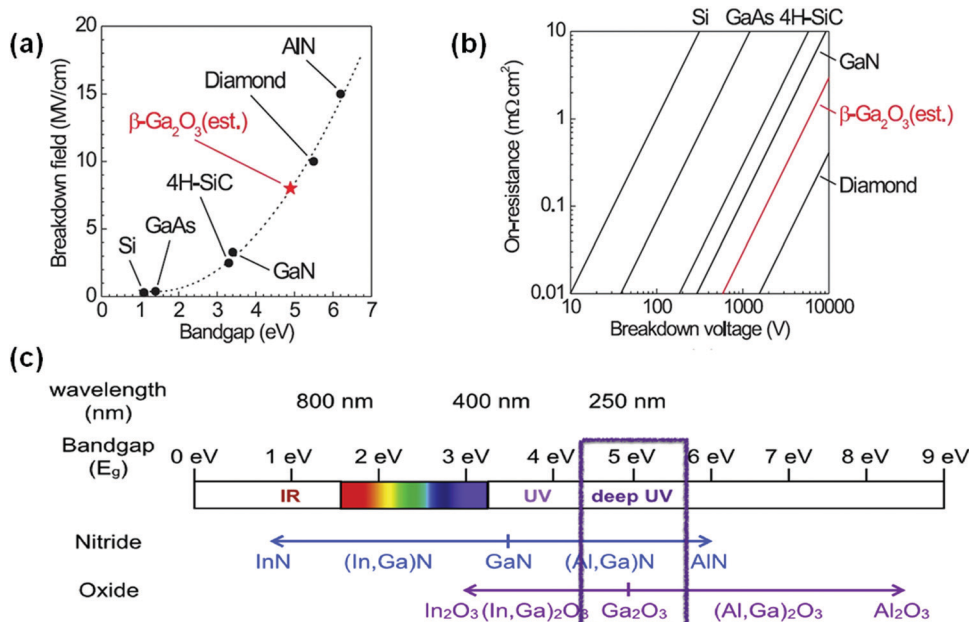 (a)
Breakdown field (MV/cm)
20
15
10
5
0
0 1 2 3 4 5 6 7
Bandgap (eV)
Si
GaAs
4H-SiC
GaN
β-Ga₂O₃(est.)
Diamond
AlN
(b)
Si GaAs 4H-SiC
GaN
β-Ga₂O₃(est.)
Diamond
On-resistance (mΩ cm²)
10
1
0.1
0.01
10 100 1000 10000
Breakdown voltage (V)
(c)
wavelength
(nm)
800 nm 400 nm 250 nm
Bandgap
(Eg)
0 eV 1 eV 2 eV 3 eV 4 eV 5 eV 6 eV 7 eV 8 eV 9 eV
IR UV deep UV
Nitride
InN (In,Ga)N GaN (Al,Ga)N AlN
Oxide
In₂O₃ (In,Ga)₂O₃ Ga₂O₃ (Al,Ga)₂O₃ Al₂O₃